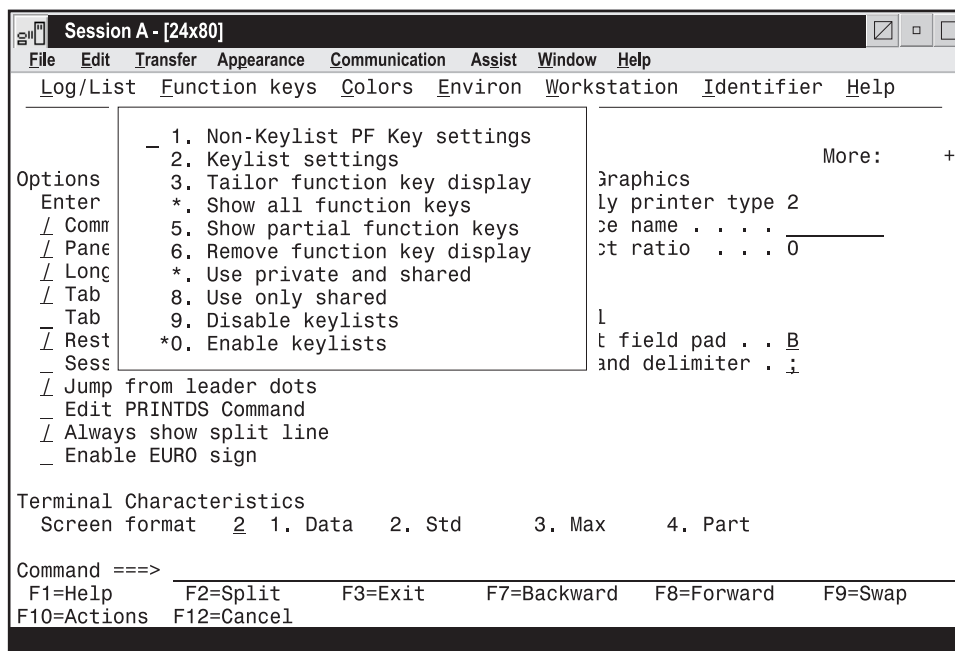 Session A - [24x80]
File Edit Transfer Appearance Communication Assist Window Help
Log/List Function keys Colors Environ Workstation Identifier Help
_ 1. Non-Keylist PF Key settings
2. Keylist settings
More: +
Options 3. Tailor function key display Graphics
Enter *. Show all function keys ly printer type 2
/ Comm 5. Show partial function keys ce name . . . . ________
/ Pane 6. Remove function key display ct ratio . . . 0
/ Long *. Use private and shared
/ Tab 8. Use only shared
_ Tab 9. Disable keylists l
/ Rest *0. Enable keylists t field pad . . B
_ Sess and delimiter . ;
/ Jump from leader dots
_ Edit PRINTDS Command
/ Always show split line
_ Enable EURO sign
Terminal Characteristics
Screen format 2 1. Data 2. Std 3. Max 4. Part
Command ===>
F1=Help F2=Split F3=Exit F7=Backward F8=Forward F9=Swap
F10=Actions F12=Cancel